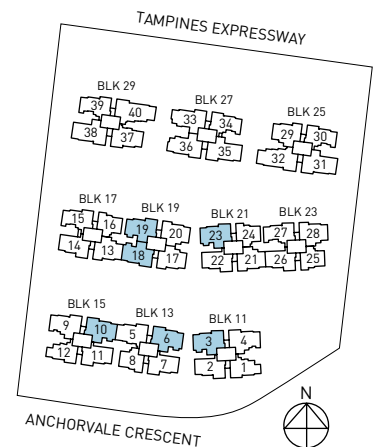 TAMPINES EXPRESSWAY
BLK 29 BLK 27 BLK 25
39 40 33 34 29 30
38 37 36 35 32 31
BLK 17 BLK 19 BLK 21 BLK 23
15 16 19 20 23 24 27 28
14 13 18 17 22 21 26 25
BLK 15 BLK 13 BLK 11
9 10 5 6 3 4
12 11 8 7 2 1
N
ANCHORVALE CRESCENT